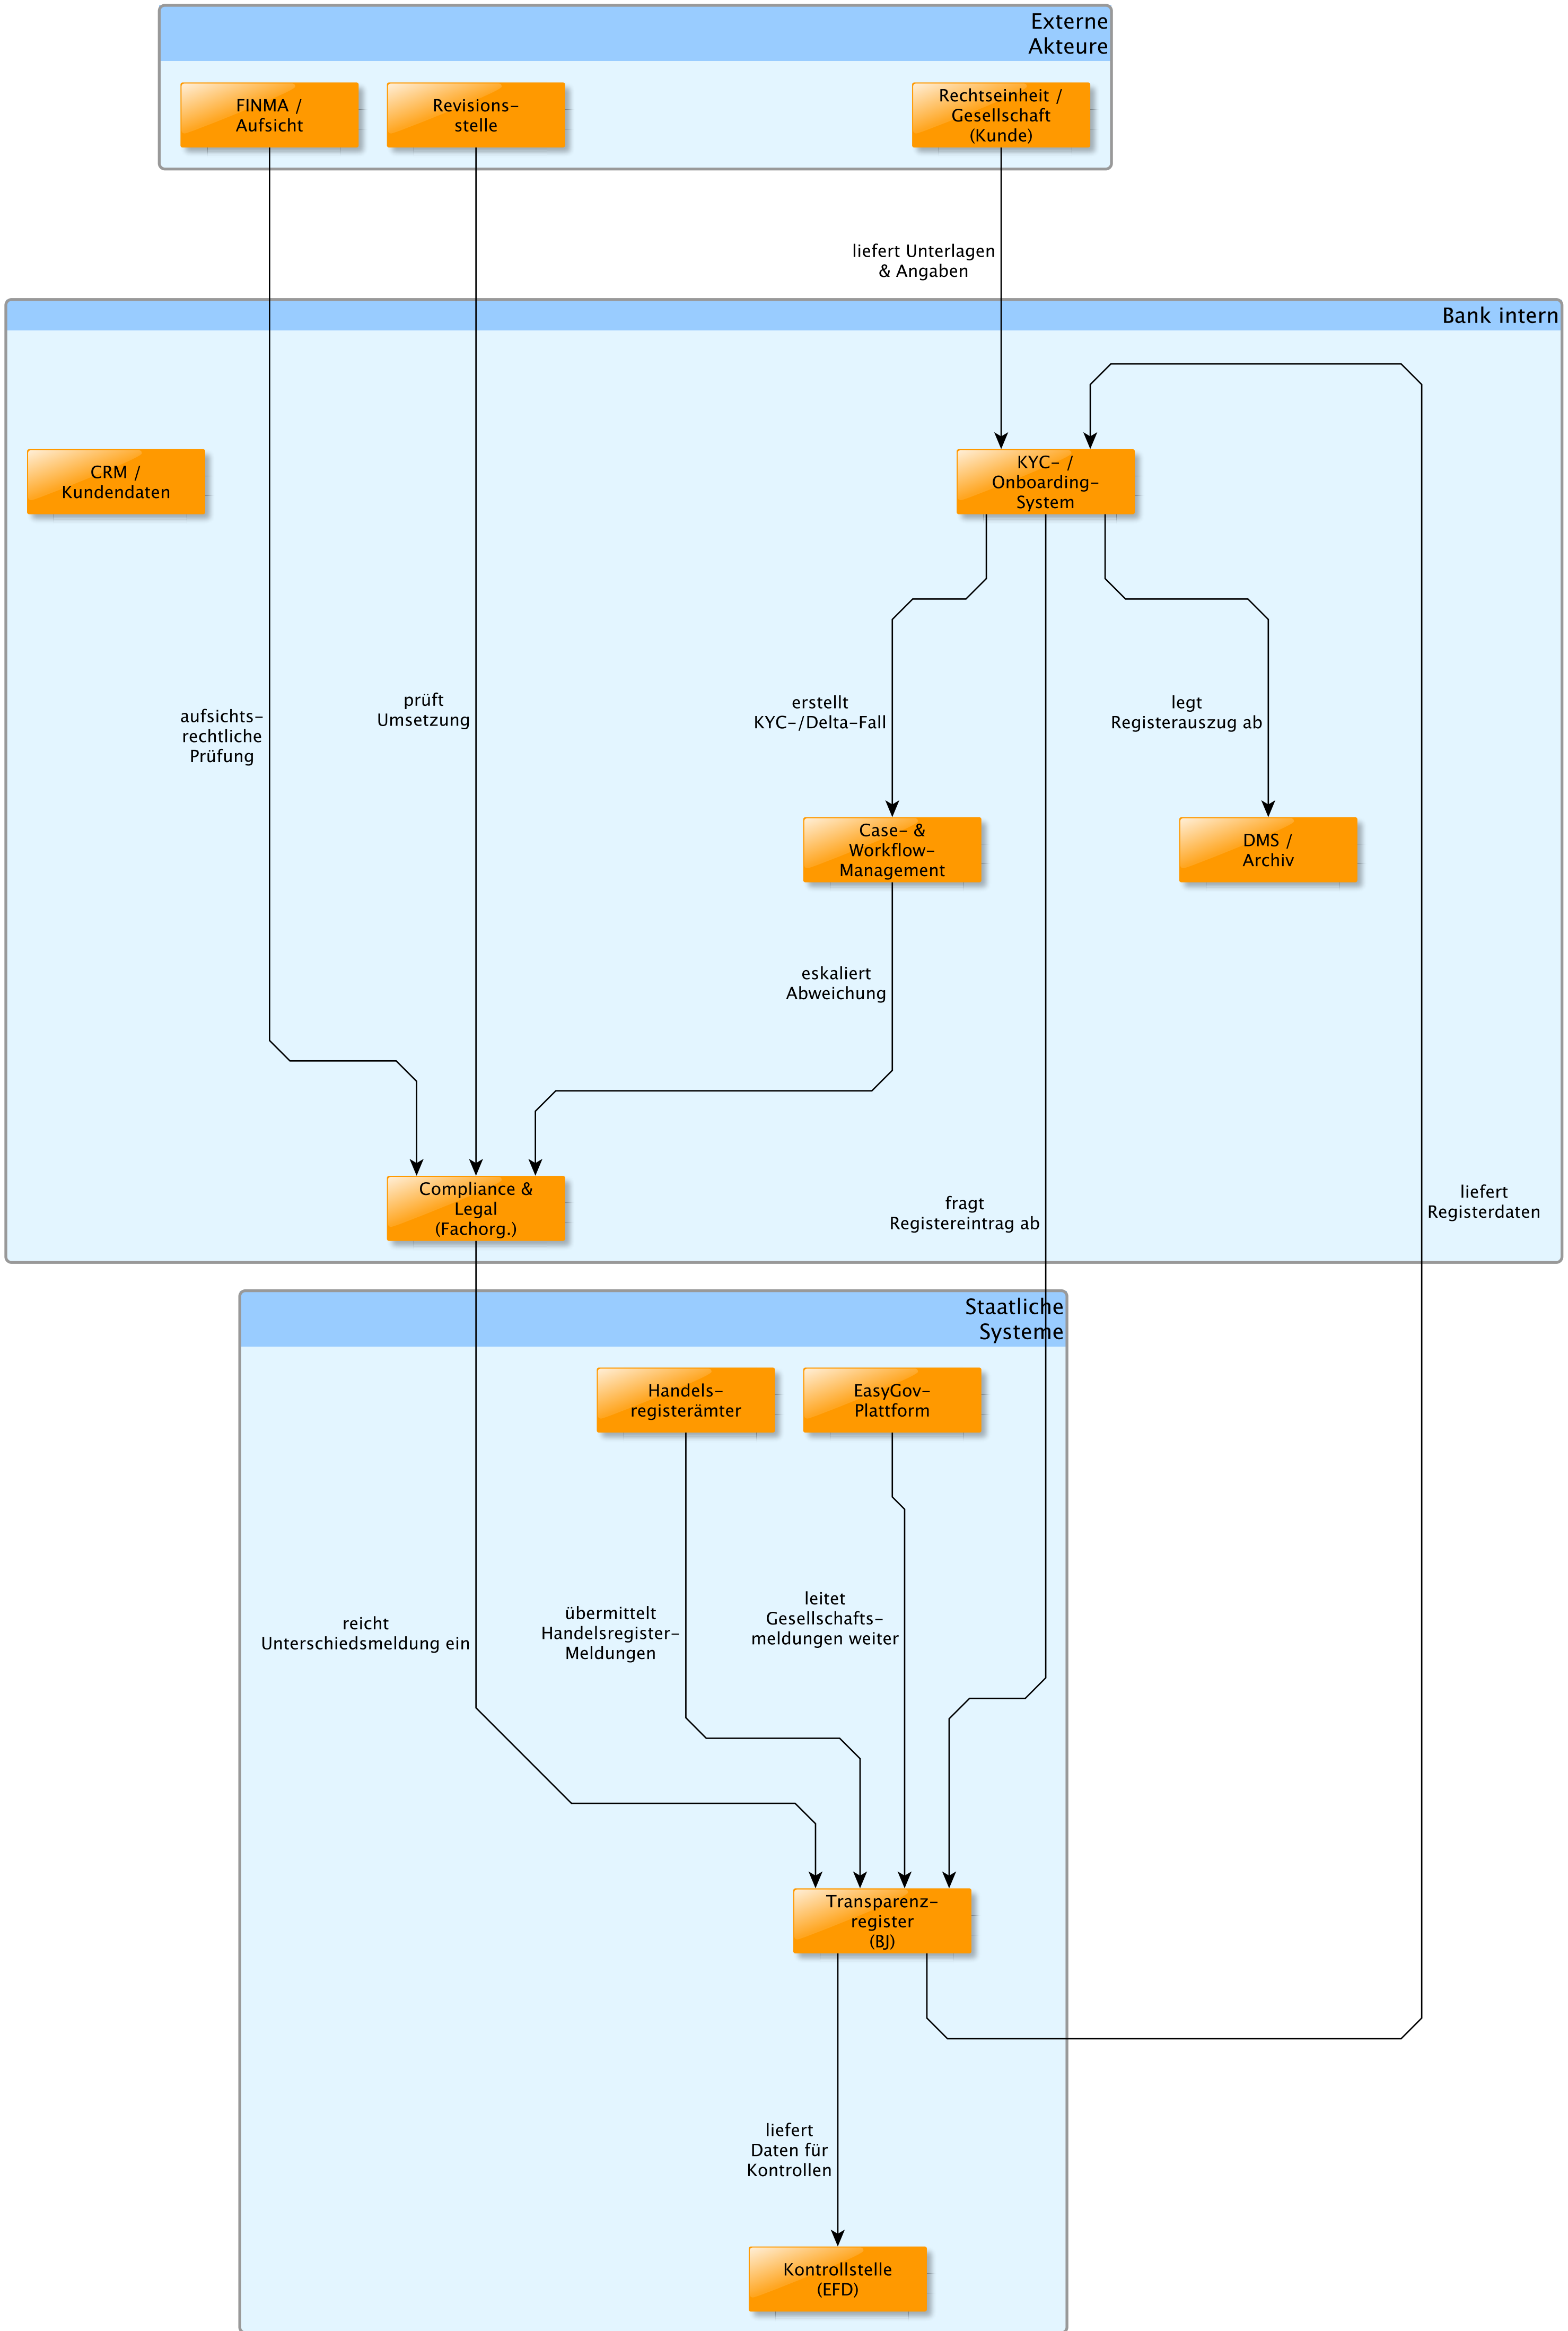 Externe
Akteure
FINMA /
Aufsicht
Revisions-
stelle
Rechtseinheit /
Gesellschaft
(Kunde)
liefert Unterlagen
& Angaben
Bank intern
CRM /
Kundendaten
KYC- /
Onboarding-
System
aufsichts-
rechtliche
Prüfung
prüft
Umsetzung
erstellt
KYC-/Delta-Fall
legt
Registerauszug ab
Case- &
Workflow-
Management
DMS /
Archiv
eskaliert
Abweichung
Compliance &
Legal
(Fachorg.)
fragt
Registereintrag ab
liefert
Registerdaten
Staatliche
Systeme
Handels-
registerämter
EasyGov-
Plattform
reicht
Unterschiedsmeldung ein
übermittelt
Handelsregister-
Meldungen
leitet
Gesellschafts-
meldungen weiter
Transparenz-
register
(BJ)
liefert
Daten für
Kontrollen
Kontrollstelle
(EFD)